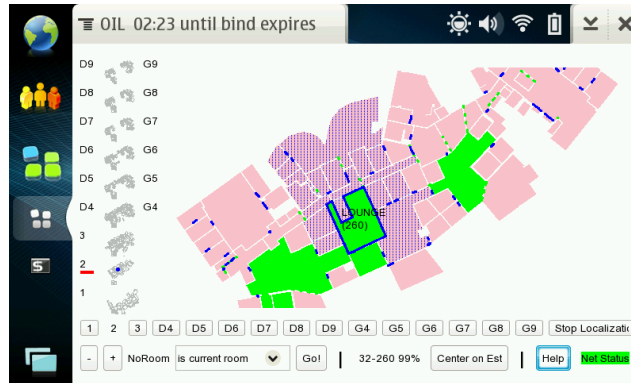 OIL 02:23 until bind expires
D9 G9
D8 G8
D7 G7
D6 G6
D5 G5
D4 G4
3
2
1
LOUNGE
(260)
1 2 3 D4 D5 D6 D7 D8 D9 G4 G5 G6 G7 G8 G9 Stop Localizatio
- + NoRoom is current room Go! 32-260 99% Center on Est Help Net Status